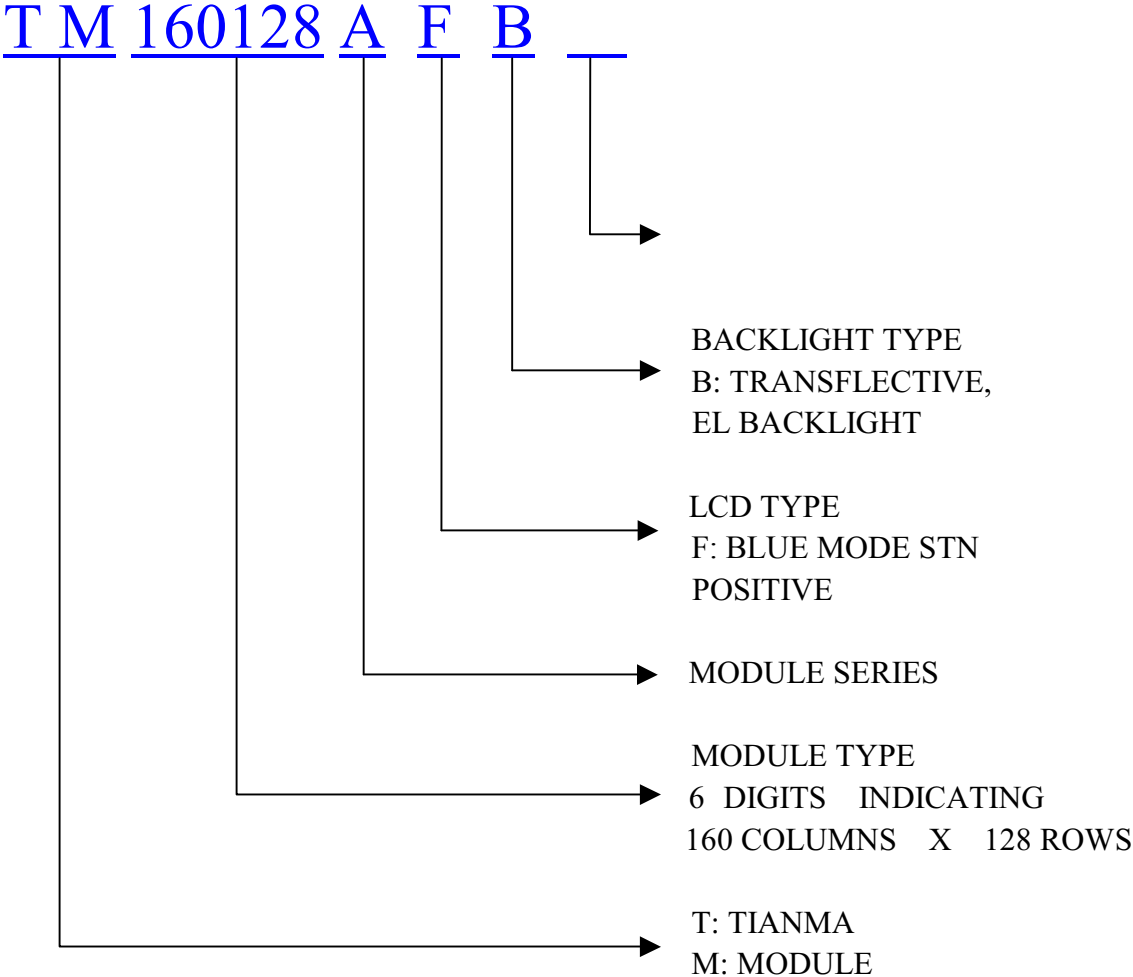 T M 160128 A F B
BACKLIGHT TYPE
B: TRANSFLECTIVE,
EL BACKLIGHT
LCD TYPE
F: BLUE MODE STN
POSITIVE
MODULE SERIES
MODULE TYPE
6 DIGITS INDICATING
160 COLUMNS X 128 ROWS
T: TIANMA
M: MODULE